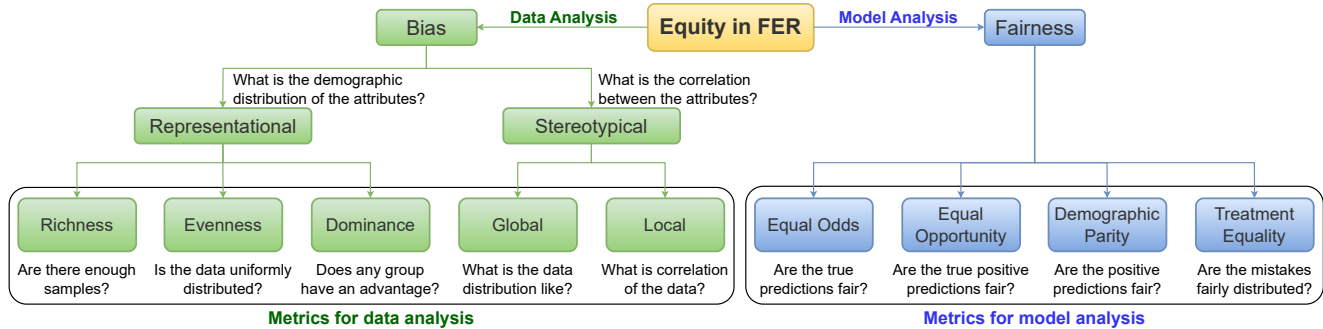 Equity in FER
Data Analysis
Model Analysis
Bias
Fairness
What is the demographic
distribution of the attributes?
What is the correlation
between the attributes?
Representational
Stereotypical
Richness
Evenness
Dominance
Global
Local
Equal Odds
Equal
Opportunity
Demographic
Parity
Treatment
Equality
Are there enough
samples?
Is the data uniformly
distributed?
Does any group
have an advantage?
What is the data
distribution like?
What is correlation
of the data?
Are the true
predictions fair?
Are the true positive
predictions fair?
Are the positive
predictions fair?
Are the mistakes
fairly distributed?
Metrics for data analysis
Metrics for model analysis